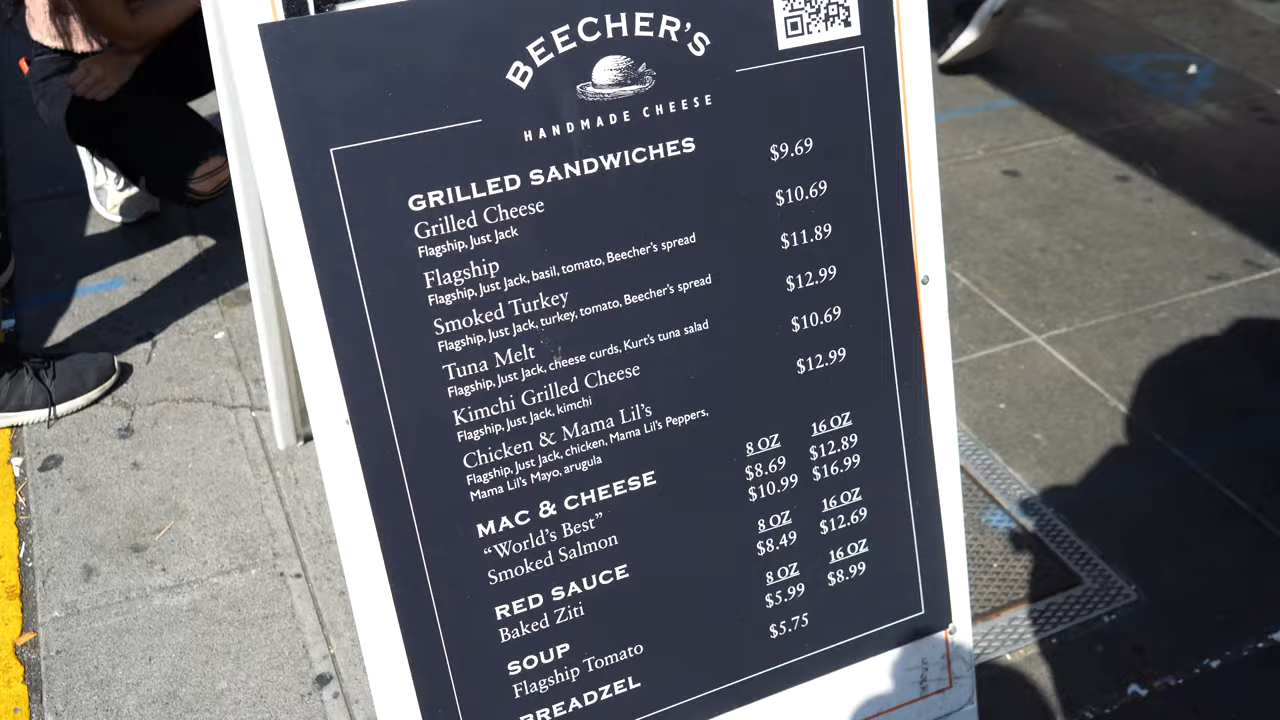 BEECHER'S
HANDMADE CHEESE
GRILLED SANDWICHES
Grilled Cheese $9.69
Flagship, Just Jack
Flagship $10.69
Flagship, Just Jack, basil, tomato, Beecher's spread
Smoked Turkey $11.89
Flagship, Just Jack, turkey, tomato, Beecher's spread
Tuna Melt $12.99
Flagship, Just Jack, cheese curds, Kurt's tuna salad
Kimchi Grilled Cheese $10.69
Flagship, Just Jack, kimchi
Chicken & Mama Lil's $12.99
Flagship, Just Jack, chicken, Mama Lil's Peppers,
Mama Lil's Mayo, arugula
MAC & CHEESE 8 OZ 16 OZ
"World's Best" $8.69 $12.89
Smoked Salmon $10.99 $16.99
RED SAUCE 8 OZ 16 OZ
Baked Ziti $8.49 $12.69
SOUP 8 OZ 16 OZ
Flagship Tomato $5.99 $8.99
BREADZEL $5.75